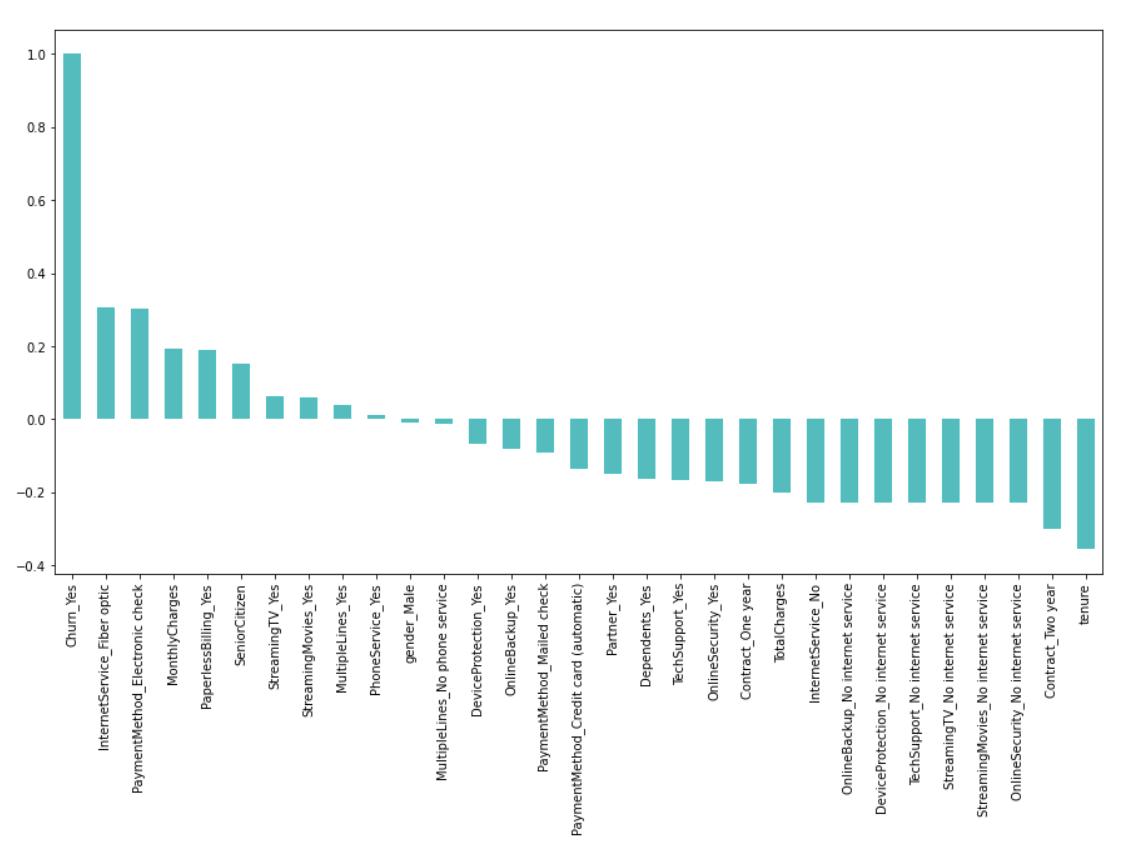 1.0
0.8
0.6
0.4
0.2
0.0
−0.2
−0.4
Churn_Yes
InternetService_Fiber optic
PaymentMethod_Electronic check
MonthlyCharges
PaperlessBilling_Yes
SeniorCitizen
StreamingTV_Yes
StreamingMovies_Yes
MultipleLines_Yes
PhoneService_Yes
gender_Male
MultipleLines_No phone service
DeviceProtection_Yes
OnlineBackup_Yes
PaymentMethod_Mailed check
PaymentMethod_Credit card (automatic)
Partner_Yes
Dependents_Yes
TechSupport_Yes
OnlineSecurity_Yes
Contract_One year
TotalCharges
InternetService_No
OnlineBackup_No internet service
DeviceProtection_No internet service
TechSupport_No internet service
StreamingTV_No internet service
StreamingMovies_No internet service
OnlineSecurity_No internet service
Contract_Two year
tenure